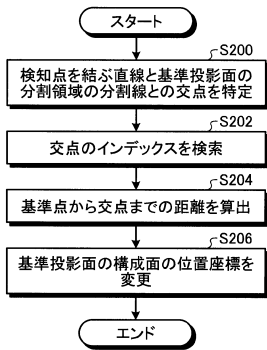 スタート
S200
検知点を結ぶ直線と基準投影面の
分割領域の分割線との交点を特定
S202
交点のインデックスを検索
S204
基準点から交点までの距離を算出
S206
基準投影面の構成面の位置座標を
変更
エンド